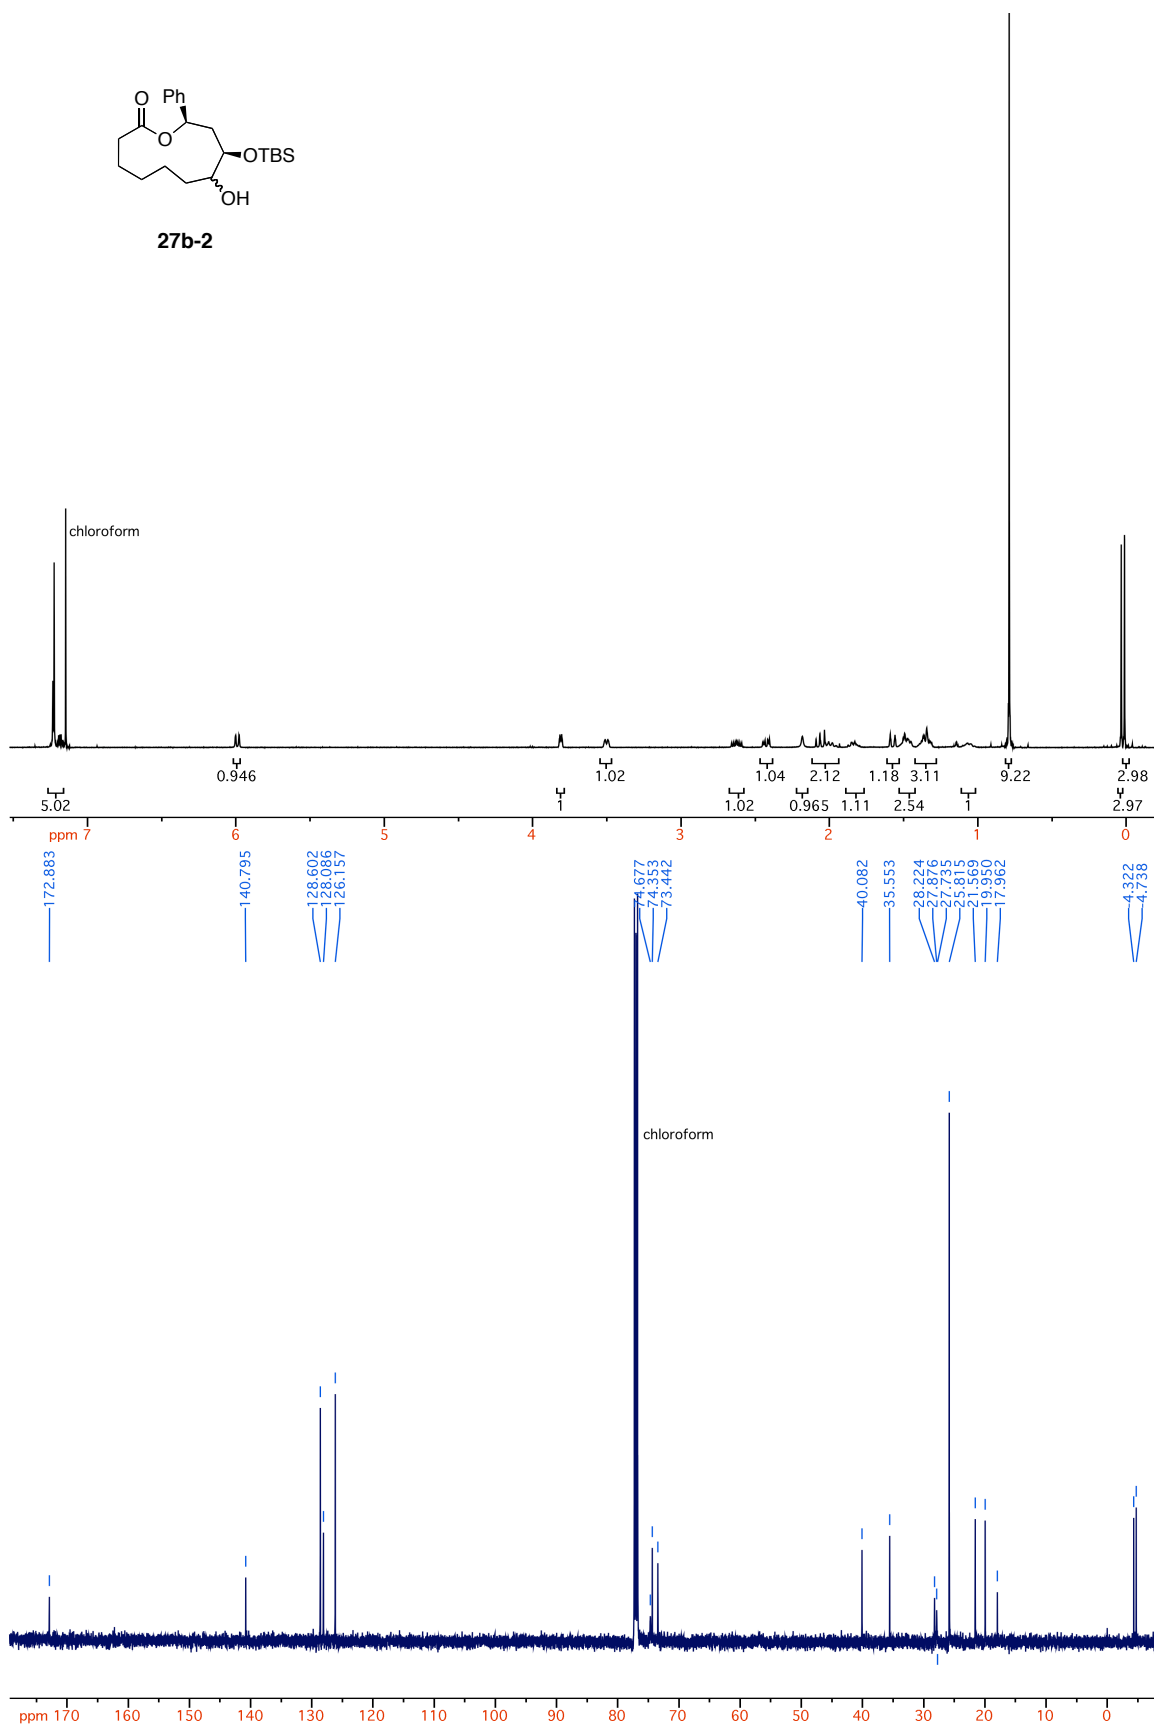 O
Ph
O
OTBS
OH
27b-2
chloroform
0.946 1.02 1.04 2.12 1.18 3.11 9.22 2.98
5.02 1 1.02 0.965 1.11 2.54 1 2.97
ppm 7 6 5 4 3 2 1 0
172.883
140.795
128.602
128.086
126.157
74.677
74.353
73.442
40.082
35.553
28.224
27.876
27.735
25.815
21.569
19.950
17.962
-4.322
-4.738
chloroform
ppm 170 160 150 140 130 120 110 100 90 80 70 60 50 40 30 20 10 0